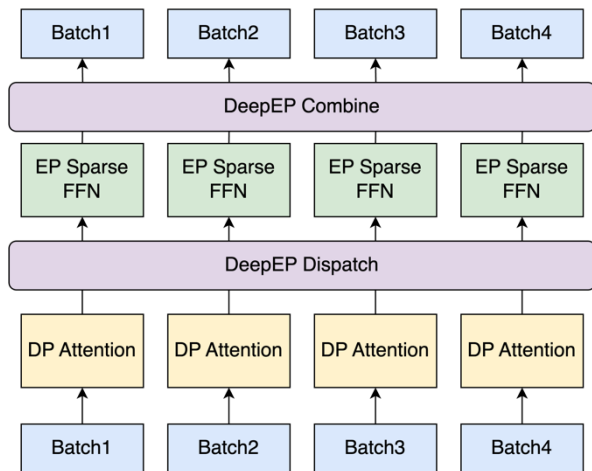 Batch1
Batch2
Batch3
Batch4
DeepEP Combine
EP Sparse
FFN
EP Sparse
FFN
EP Sparse
FFN
EP Sparse
FFN
DeepEP Dispatch
DP Attention
DP Attention
DP Attention
DP Attention
Batch1
Batch2
Batch3
Batch4